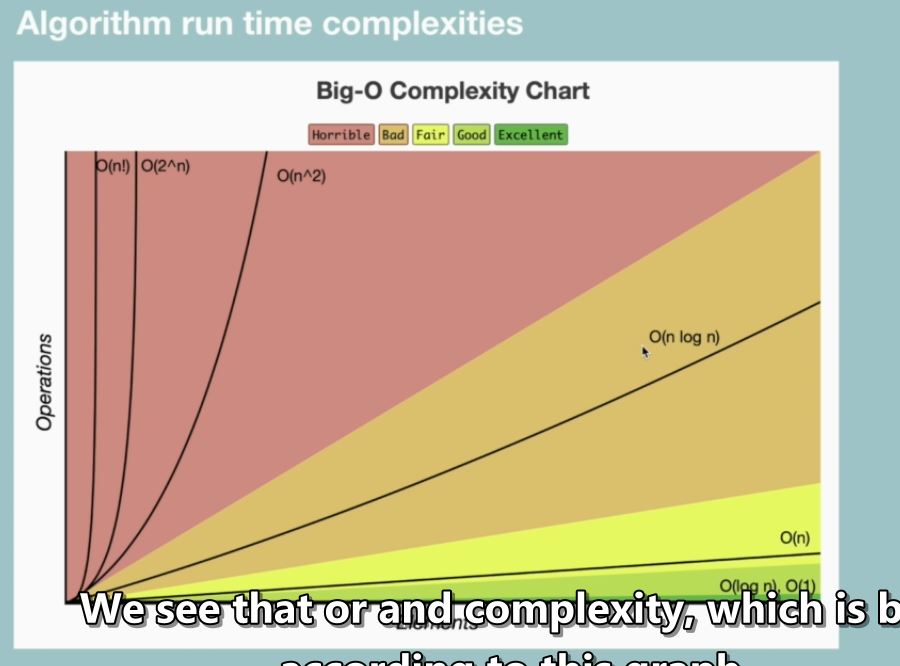 Algorithm run time complexities
Big-O Complexity Chart
Horrible Bad Fair Good Excellent
O(n!) O(2^n)
O(n^2)
O(n log n)
Operations
O(n)
O(log n), O(1)
Elements
We see that or and complexity, which is b
according to this graph